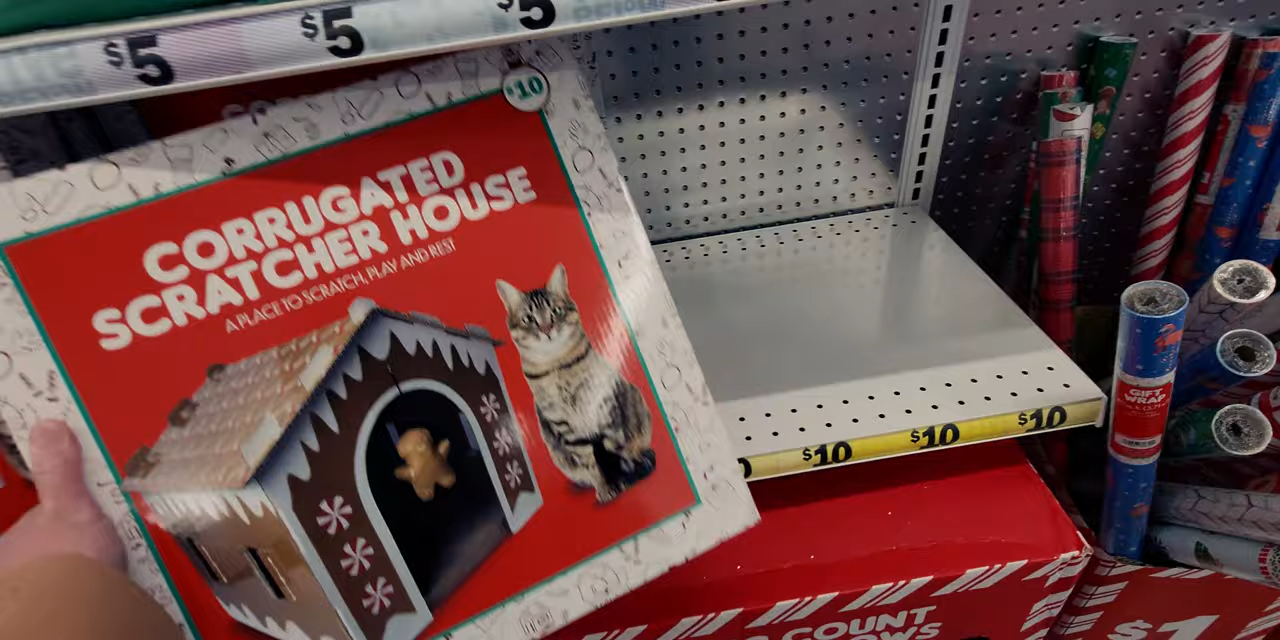 $5
$5
$5
$10
CORRUGATED
SCRATCHER HOUSE
A PLACE TO SCRATCH, PLAY AND REST
$10
$10
$10
GIFT
WRAP
COUNT
$1